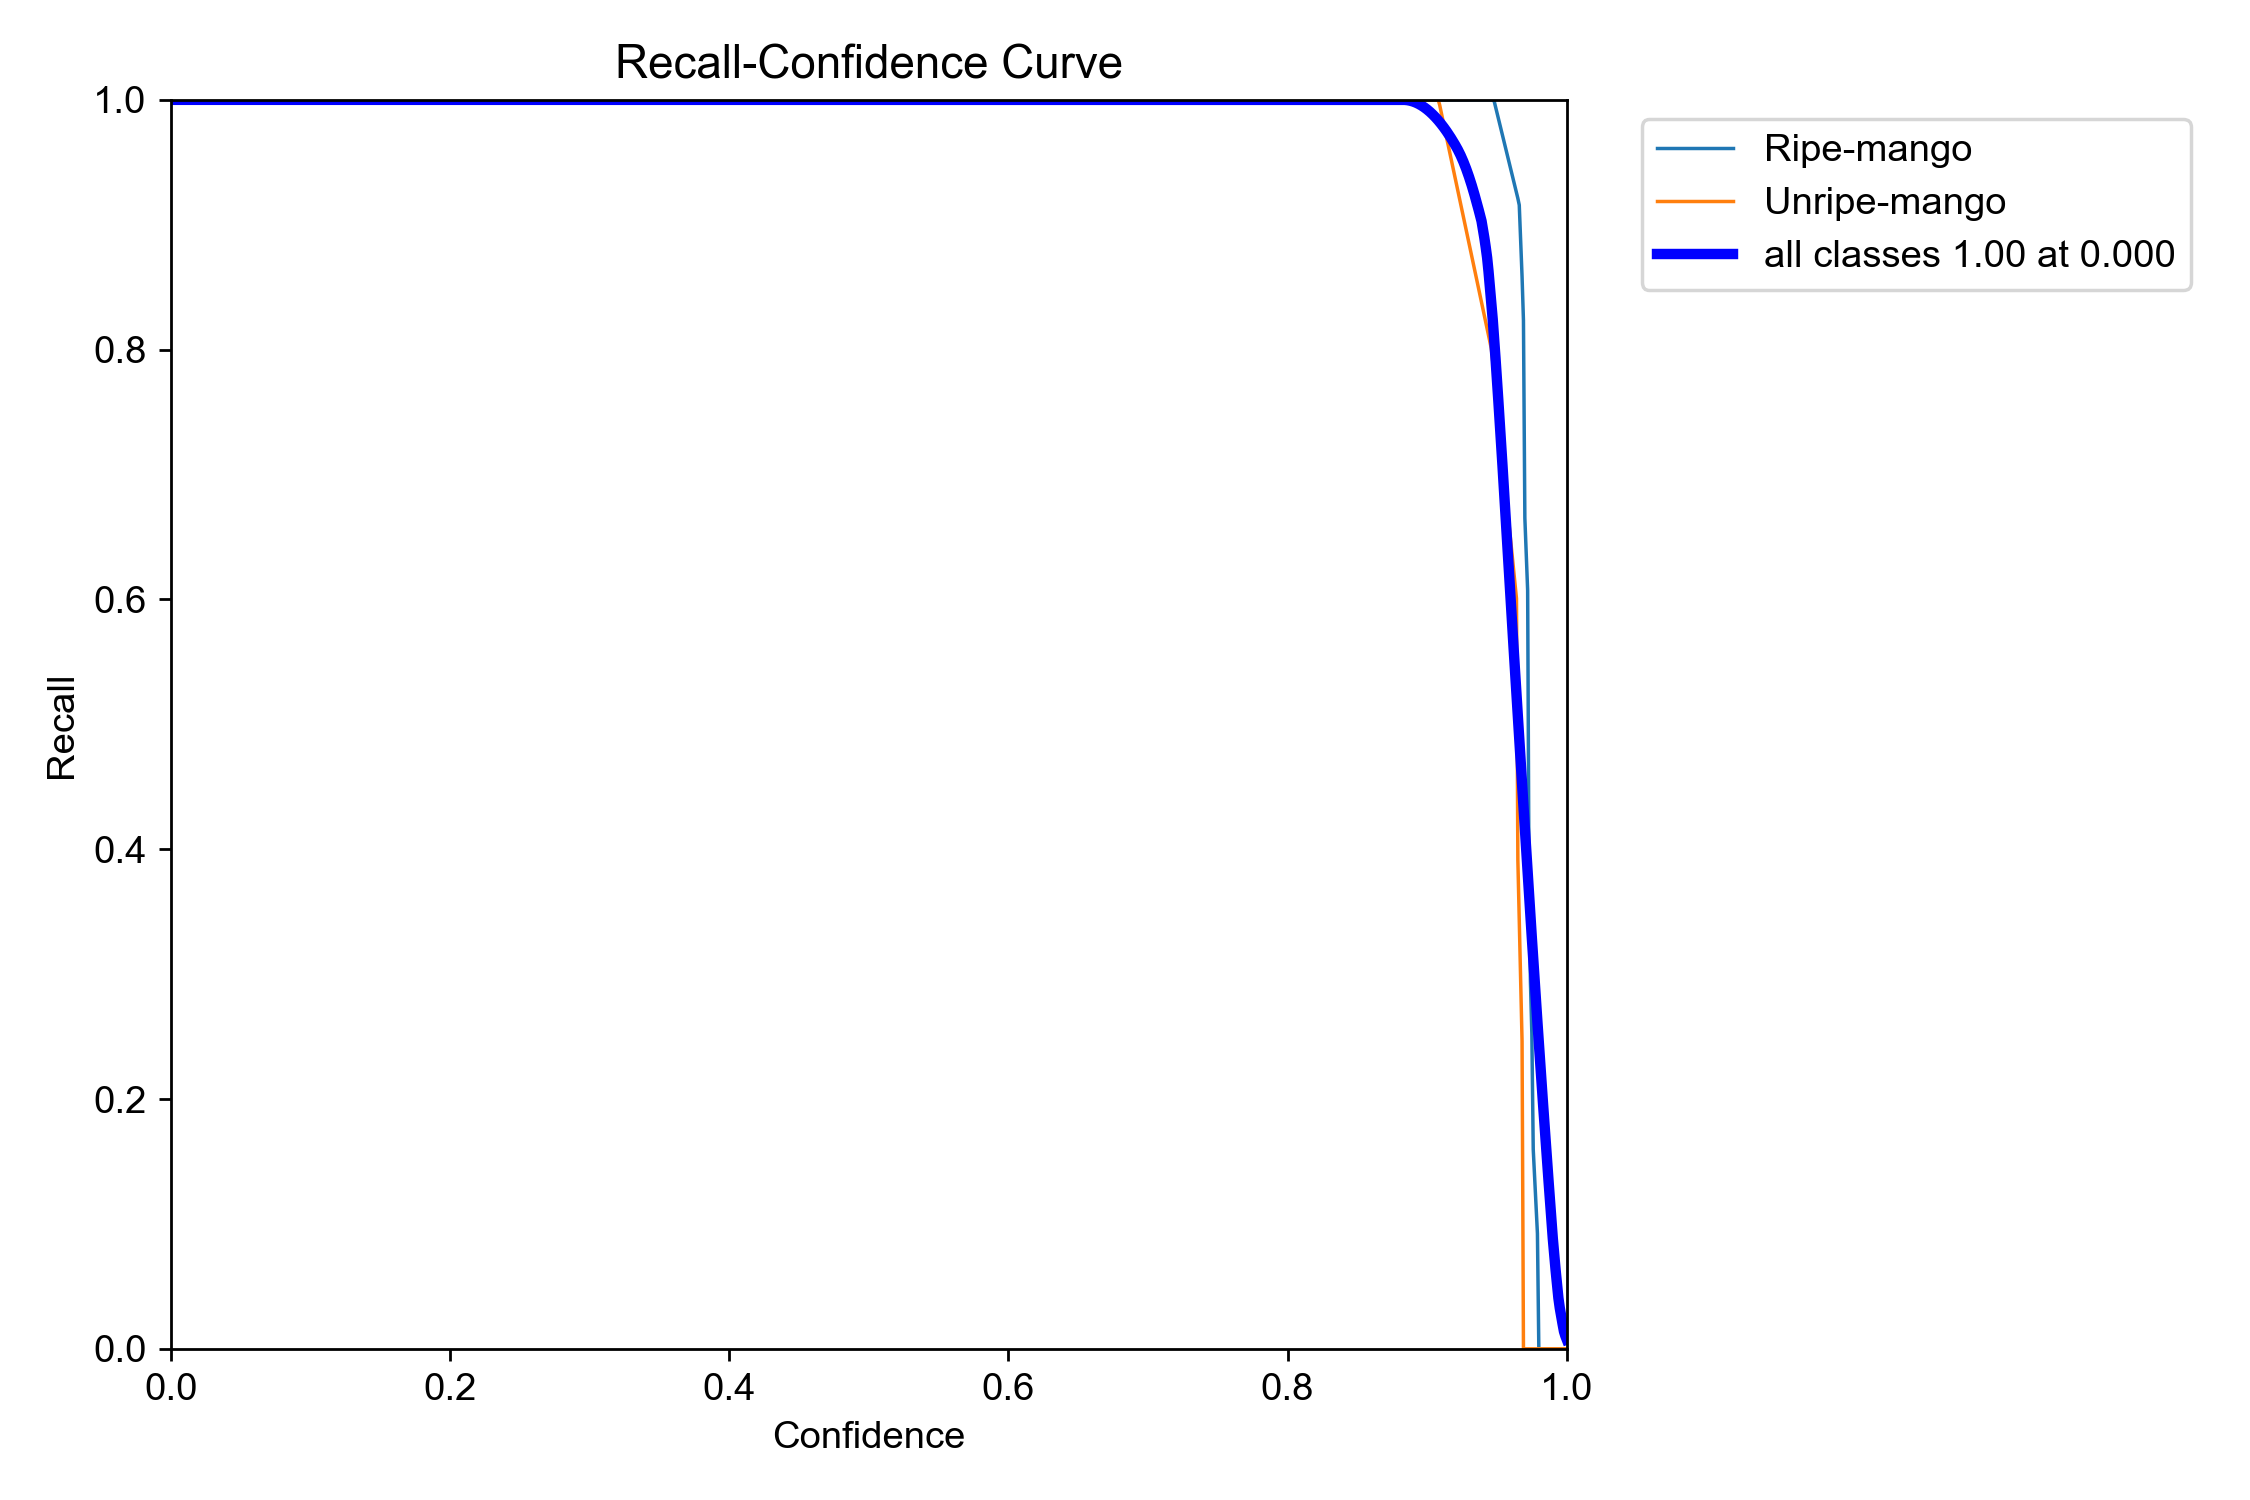 Recall-Confidence Curve
1.0
0.8
0.6
0.4
0.2
0.0
Recall
0.0 0.2 0.4 0.6 0.8 1.0
Confidence
Ripe-mango
Unripe-mango
all classes 1.00 at 0.000